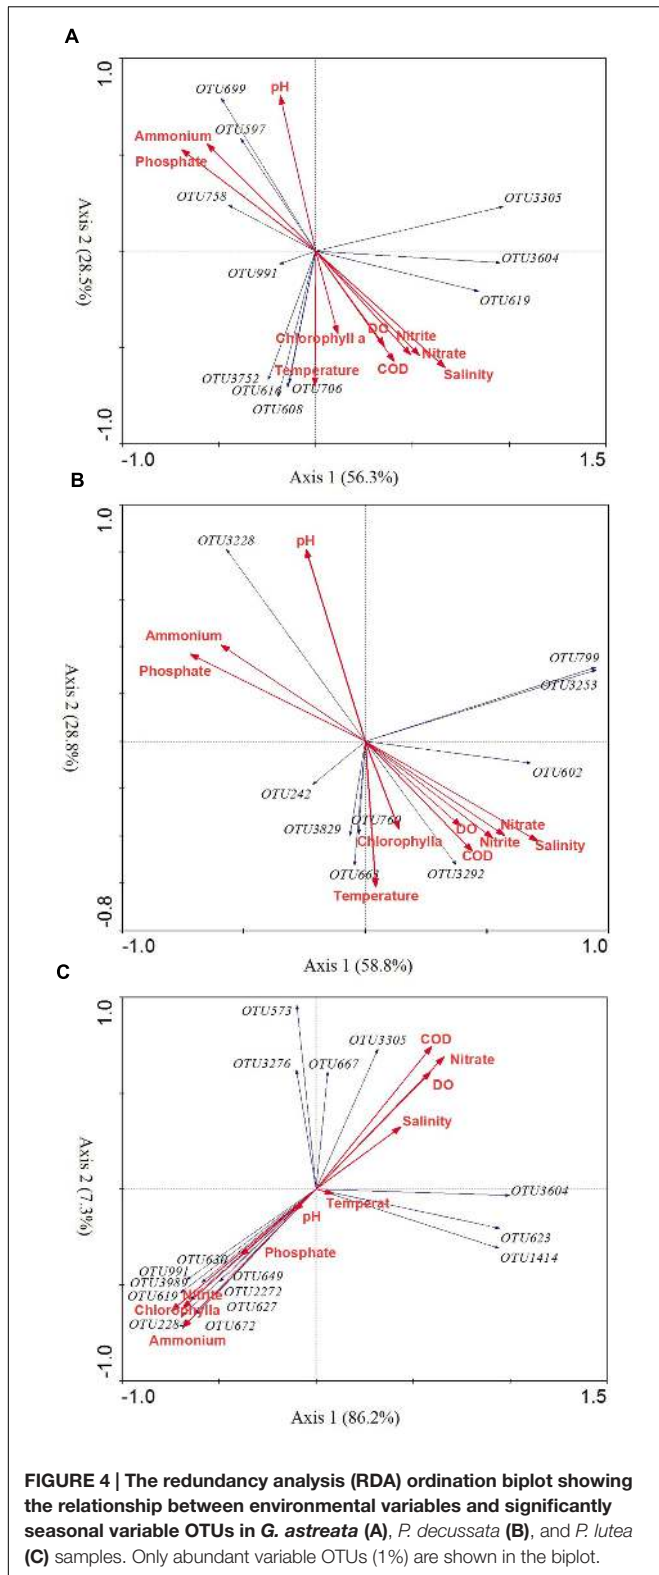 A
1.0
OTU699
pH
OTU597
Ammonium
Phosphate
OTU758
OTU3305
Axis 2 (28.5%)
OTU991
OTU3604
OTU619
Chlorophyll a
DO
Nitrite
Nitrate
Temperature
COD
Salinity
OTU3752
OTU616
OTU706
OTU608
-1.0
-1.0
1.5
Axis 1 (56.3%)
B
1.0
OTU3228
pH
Ammonium
Phosphate
OTU799
OTU3253
Axis 2 (28.8%)
OTU602
OTU242
OTU3829
OTU769
Chlorophylla
DO
Nitrate
Nitrite
Salinity
COD
OTU663
OTU3292
Temperature
-0.8
-1.0
1.0
Axis 1 (58.8%)
C
1.0
OTU573
OTU3276
OTU667
OTU3305
COD
Nitrate
DO
Salinity
Axis 2 (7.3%)
Temperat
OTU3604
pH
OTU623
Phosphate
OTU1414
OTU630
OTU991
OTU649
OTU3989
OTU2272
OTU619
Nitrite
Chlorophylla
OTU627
OTU2284
OTU672
Ammonium
-1.0
-1.0
1.5
Axis 1 (86.2%)
FIGURE 4 | The redundancy analysis (RDA) ordination biplot showing
the relationship between environmental variables and significantly
seasonal variable OTUs in G. astreata (A), P. decussata (B), and P. lutea
(C) samples. Only abundant variable OTUs (1%) are shown in the biplot.